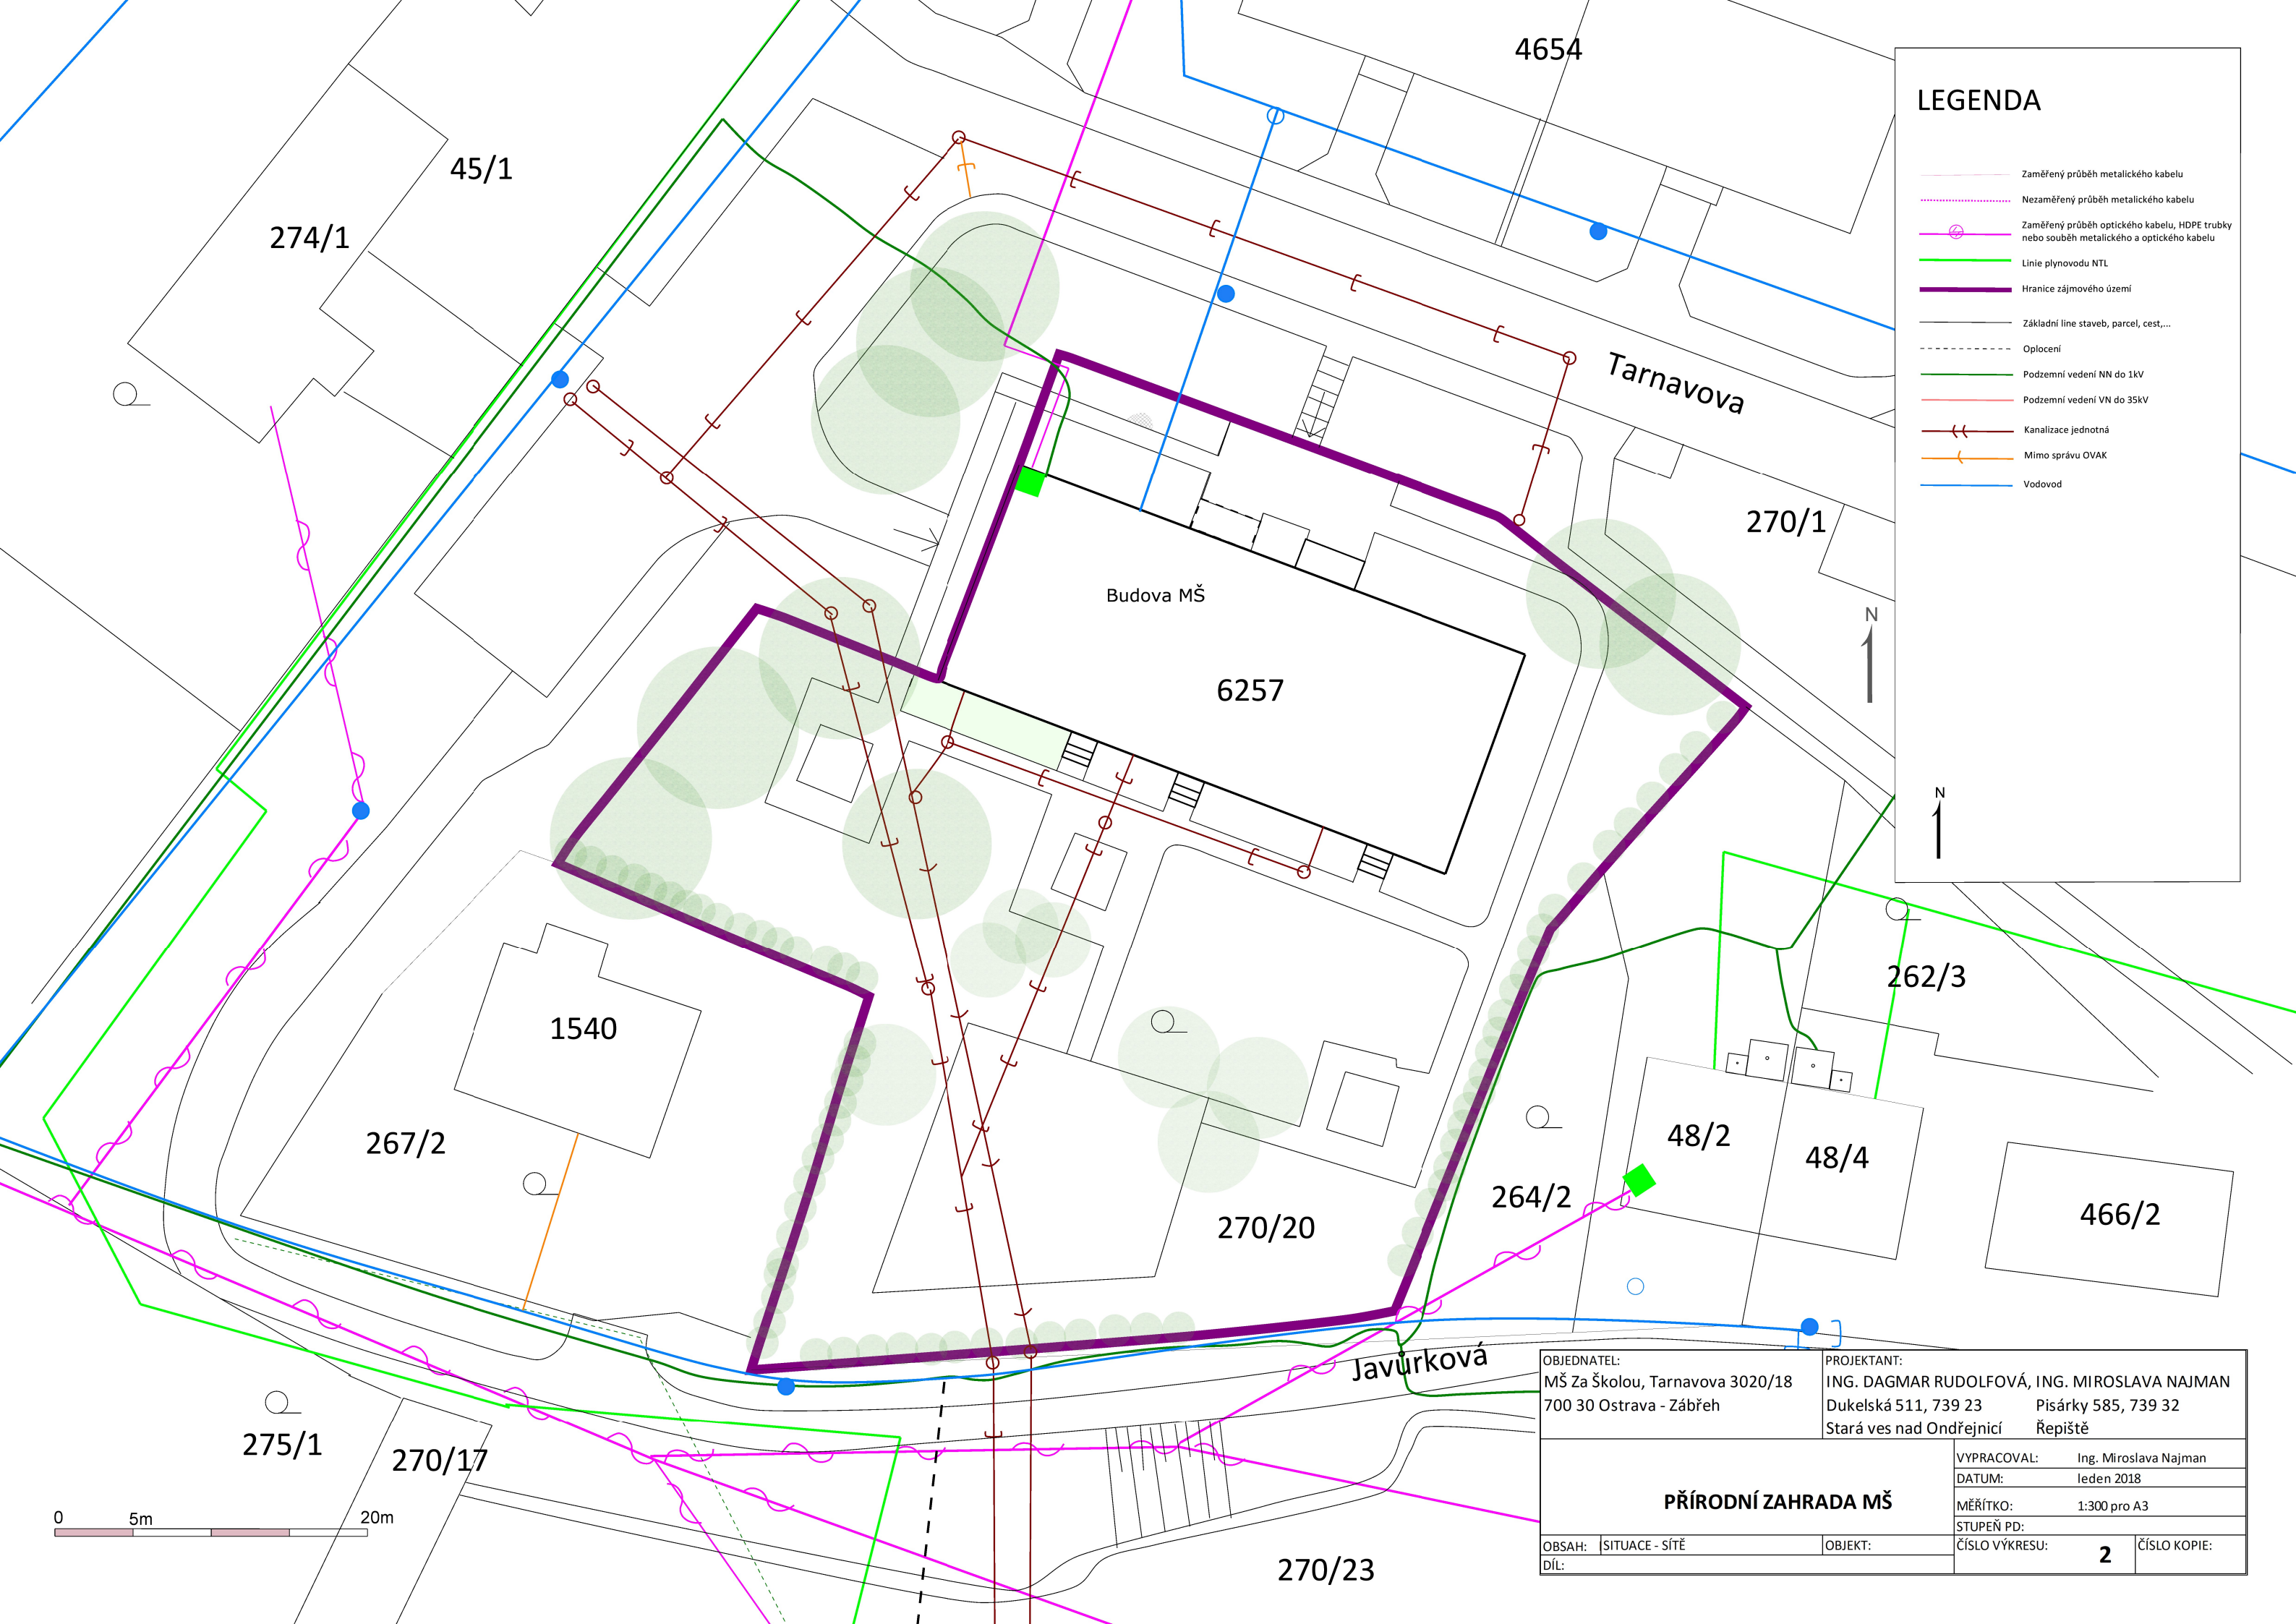 4654
45/1
274/1
Tarnavova
270/1
N
Budova MŠ
6257
262/3
1540
267/2
48/2
48/4
264/2
466/2
270/20
Javůrková
275/1
270/17
270/23
0
5m
20m
LEGENDA
Zaměřený průběh metalického kabelu
Nezaměřený průběh metalického kabelu
Zaměřený průběh optického kabelu, HDPE trubky
nebo souběh metalického a optického kabelu
Linie plynovodu NTL
Hranice zájmového území
Základní line staveb, parcel, cest,...
Oplocení
Podzemní vedení NN do 1kV
Podzemní vedení VN do 35kV
Kanalizace jednotná
Mimo správu OVAK
Vodovod
N
OBJEDNATEL:
MŠ Za Školou, Tarnavova 3020/18
700 30 Ostrava - Zábřeh
PROJEKTANT:
ING. DAGMAR RUDOLFOVÁ, ING. MIROSLAVA NAJMAN
Dukelská 511, 739 23 Pisárky 585, 739 32
Stará ves nad Ondřejnicí Řepiště
PŘÍRODNÍ ZAHRADA MŠ
VYPRACOVAL: Ing. Miroslava Najman
DATUM: leden 2018
MĚŘÍTKO: 1:300 pro A3
STUPEŇ PD:
OBSAH: SITUACE - SÍTĚ
OBJEKT:
ČÍSLO VÝKRESU: 2
ČÍSLO KOPIE:
DÍL: